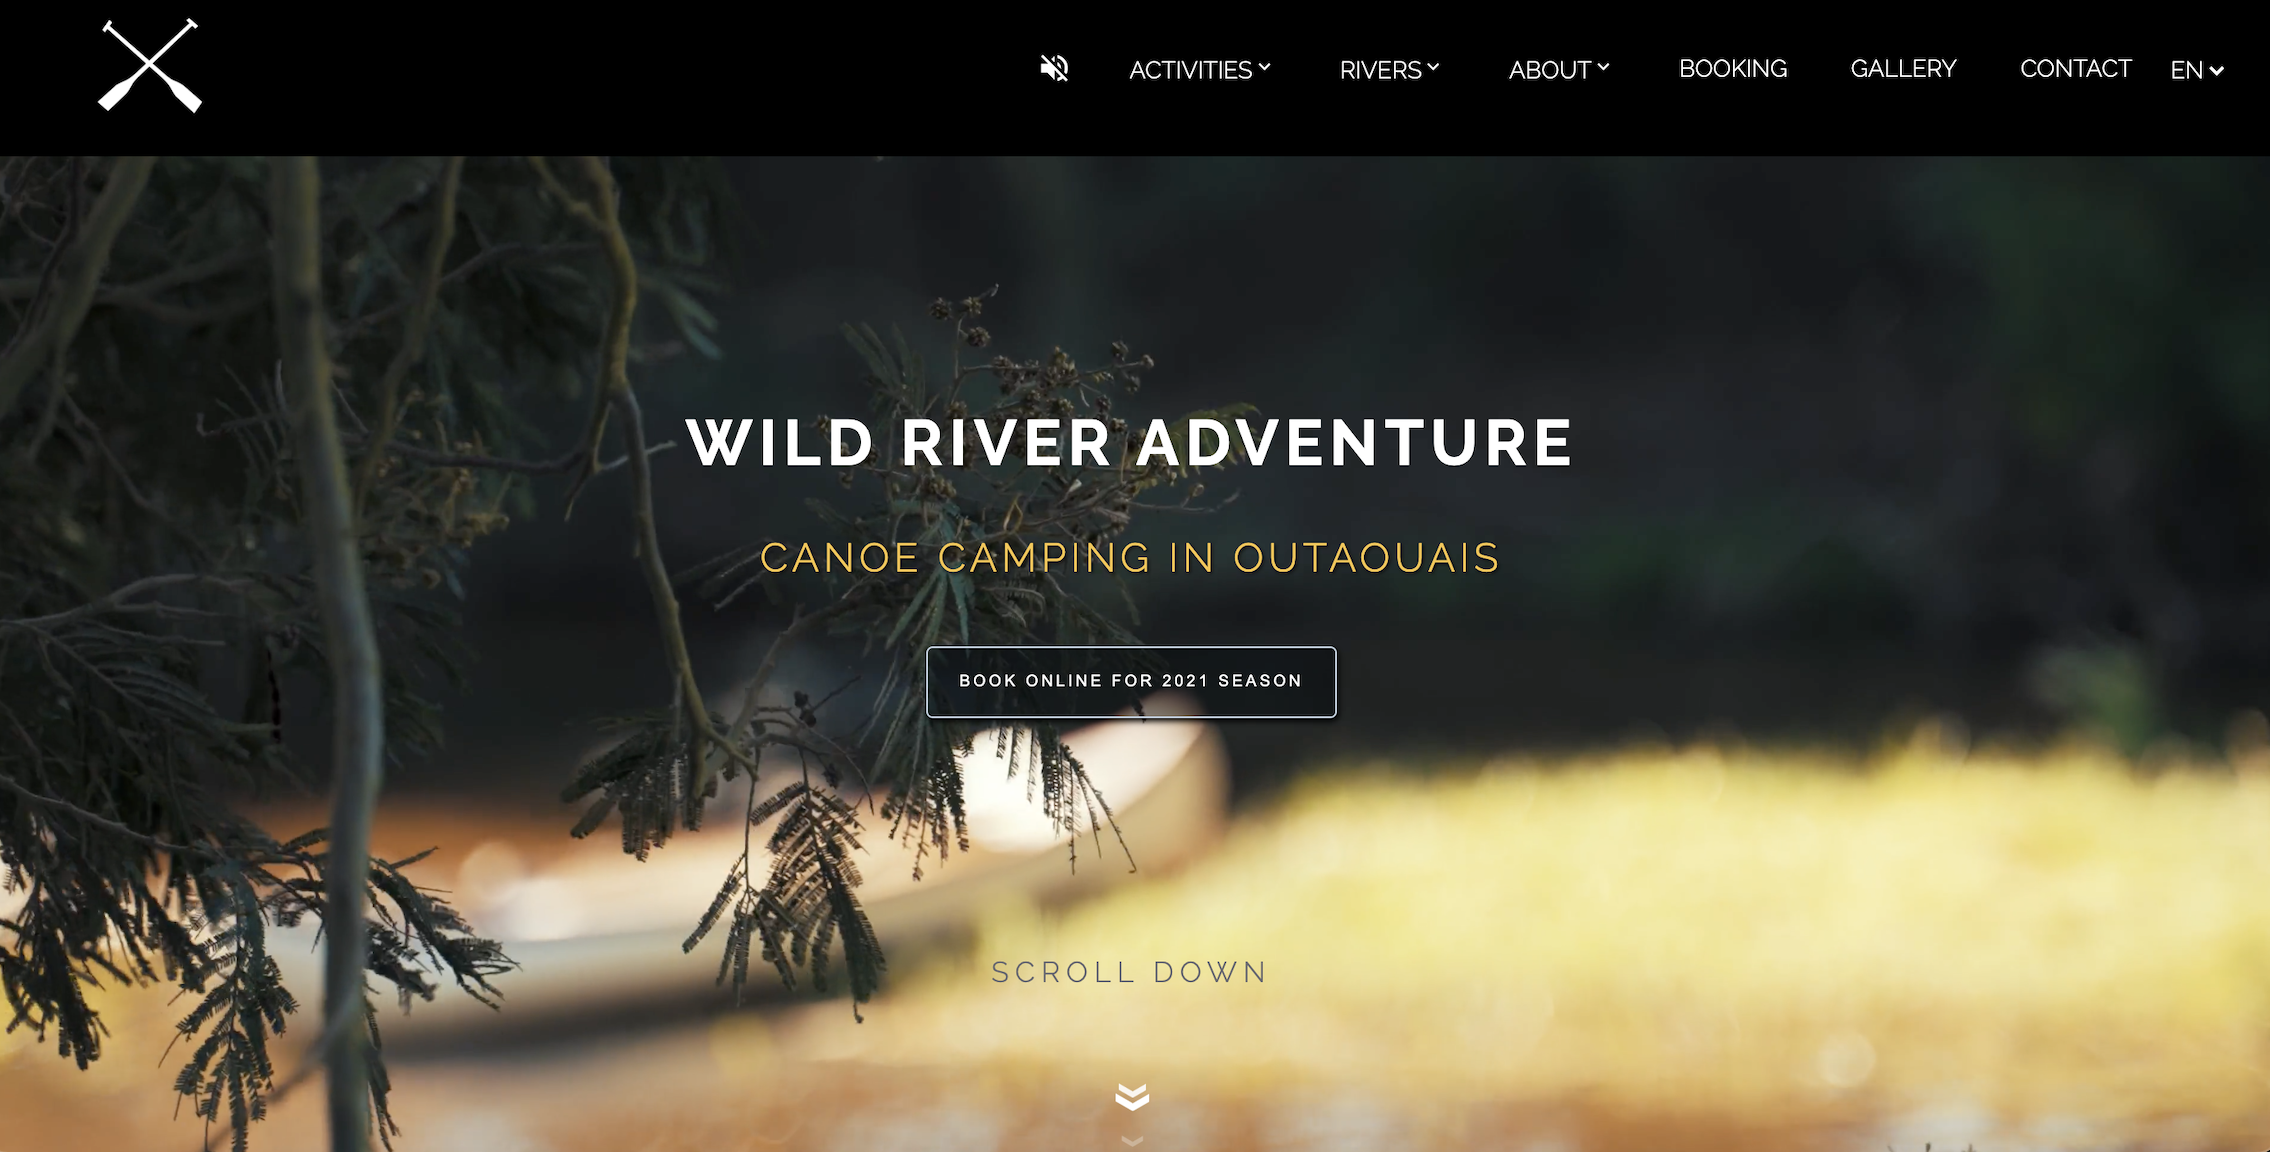 ACTIVITIES
RIVERS
ABOUT
BOOKING
GALLERY
CONTACT
EN
WILD RIVER ADVENTURE
CANOE CAMPING IN OUTAOUAIS
BOOK ONLINE FOR 2021 SEASON
SCROLL DOWN